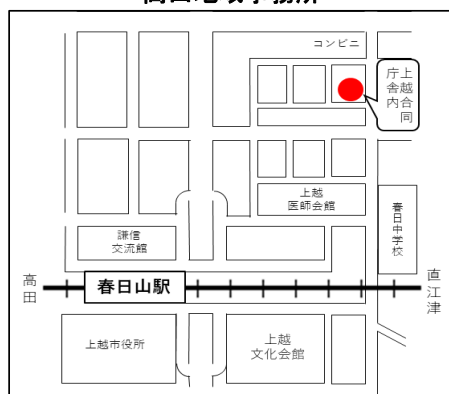 高田地域事務所
コンビニ
上越合同
庁舎内
上越
医師会館
春日中学校
謙信
交流館
高田
春日山駅
直江津
上越市役所
上越
文化会館